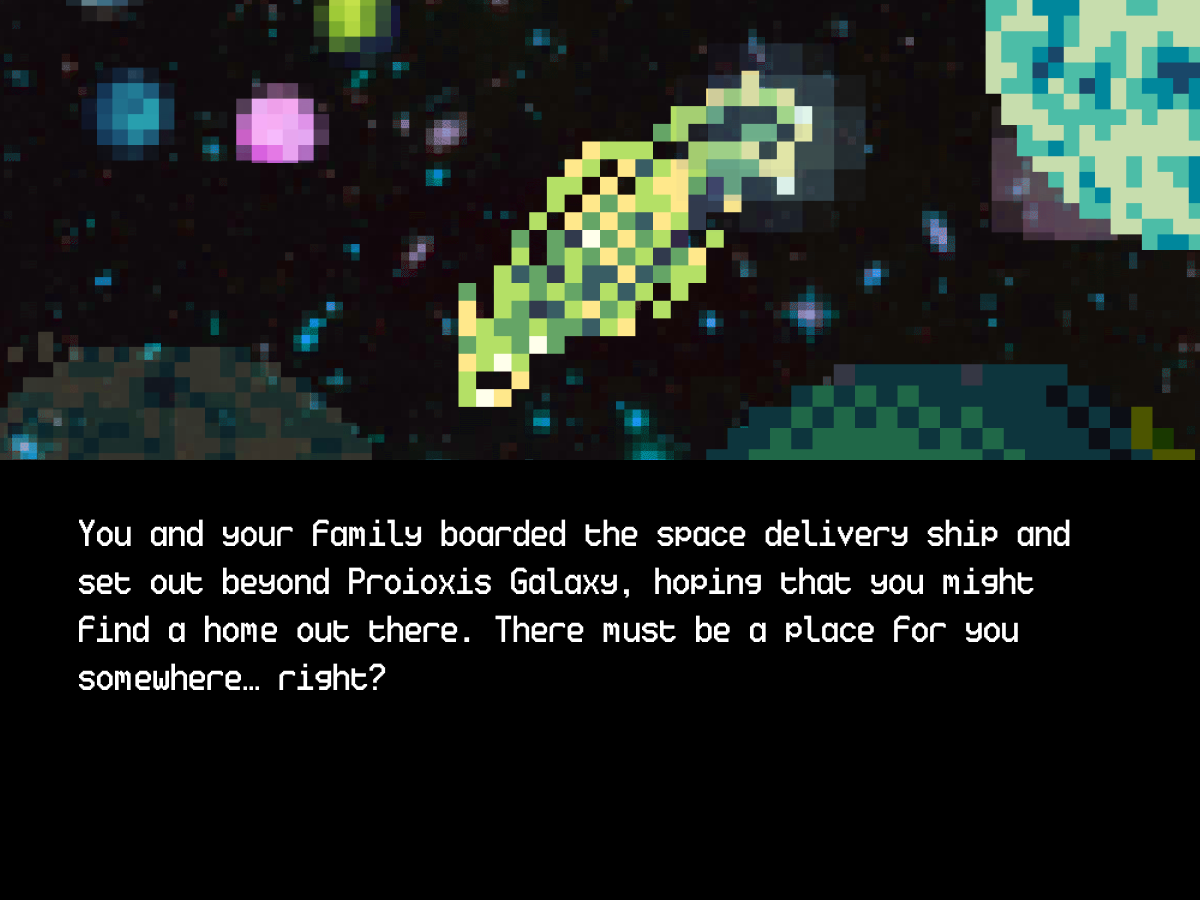 You and your family boarded the space delivery ship and
set out beyond Proioxis Galaxy, hoping that you might
find a home out there. There must be a place for you
somewhere… right?